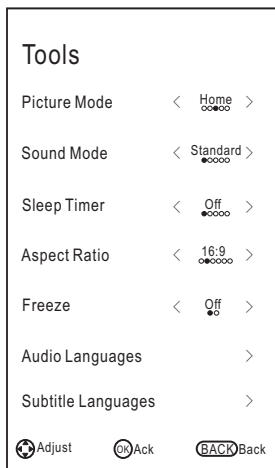 Tools
Picture Mode < Home >
Sound Mode < Standard >
Sleep Timer < Off >
Aspect Ratio < 16:9 >
Freeze < Off >
Audio Languages >
Subtitle Languages >
Adjust OK Ack BACK Back